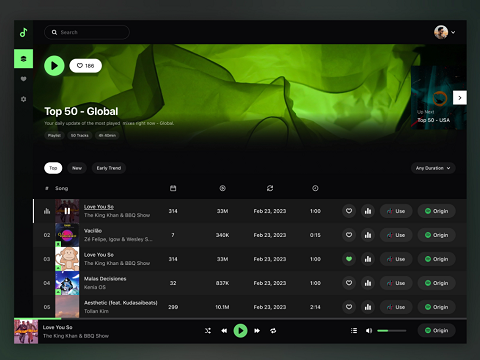 Search
186
Top 50 - Global
Your daily update of the most played mixes right now - Global.
Playlist
50 Tracks
4h 40min
Up Next
Top 50 - USA
Top
New
Early Trend
Any Duration
# Song
Love You So
The King Khan & BBQ Show
314
33M
Feb 23, 2023
1:00
Use
Origin
02
Vacilão
Zé Felipe, Igow & Wesley S...
7
340K
Feb 23, 2023
0:15
Use
Origin
03
Love You So
The King Khan & BBQ Show
314
33M
Feb 23, 2023
1:00
Use
Origin
04
Malas Decisiones
Kenia OS
32
837K
Feb 23, 2023
1:00
Use
Origin
05
Aesthetic (feat. Kudasaibeats)
Tollan Kim
299
10.1M
Feb 23, 2023
2:14
Use
Origin
Love You So
The King Khan & BBQ Show
Origin